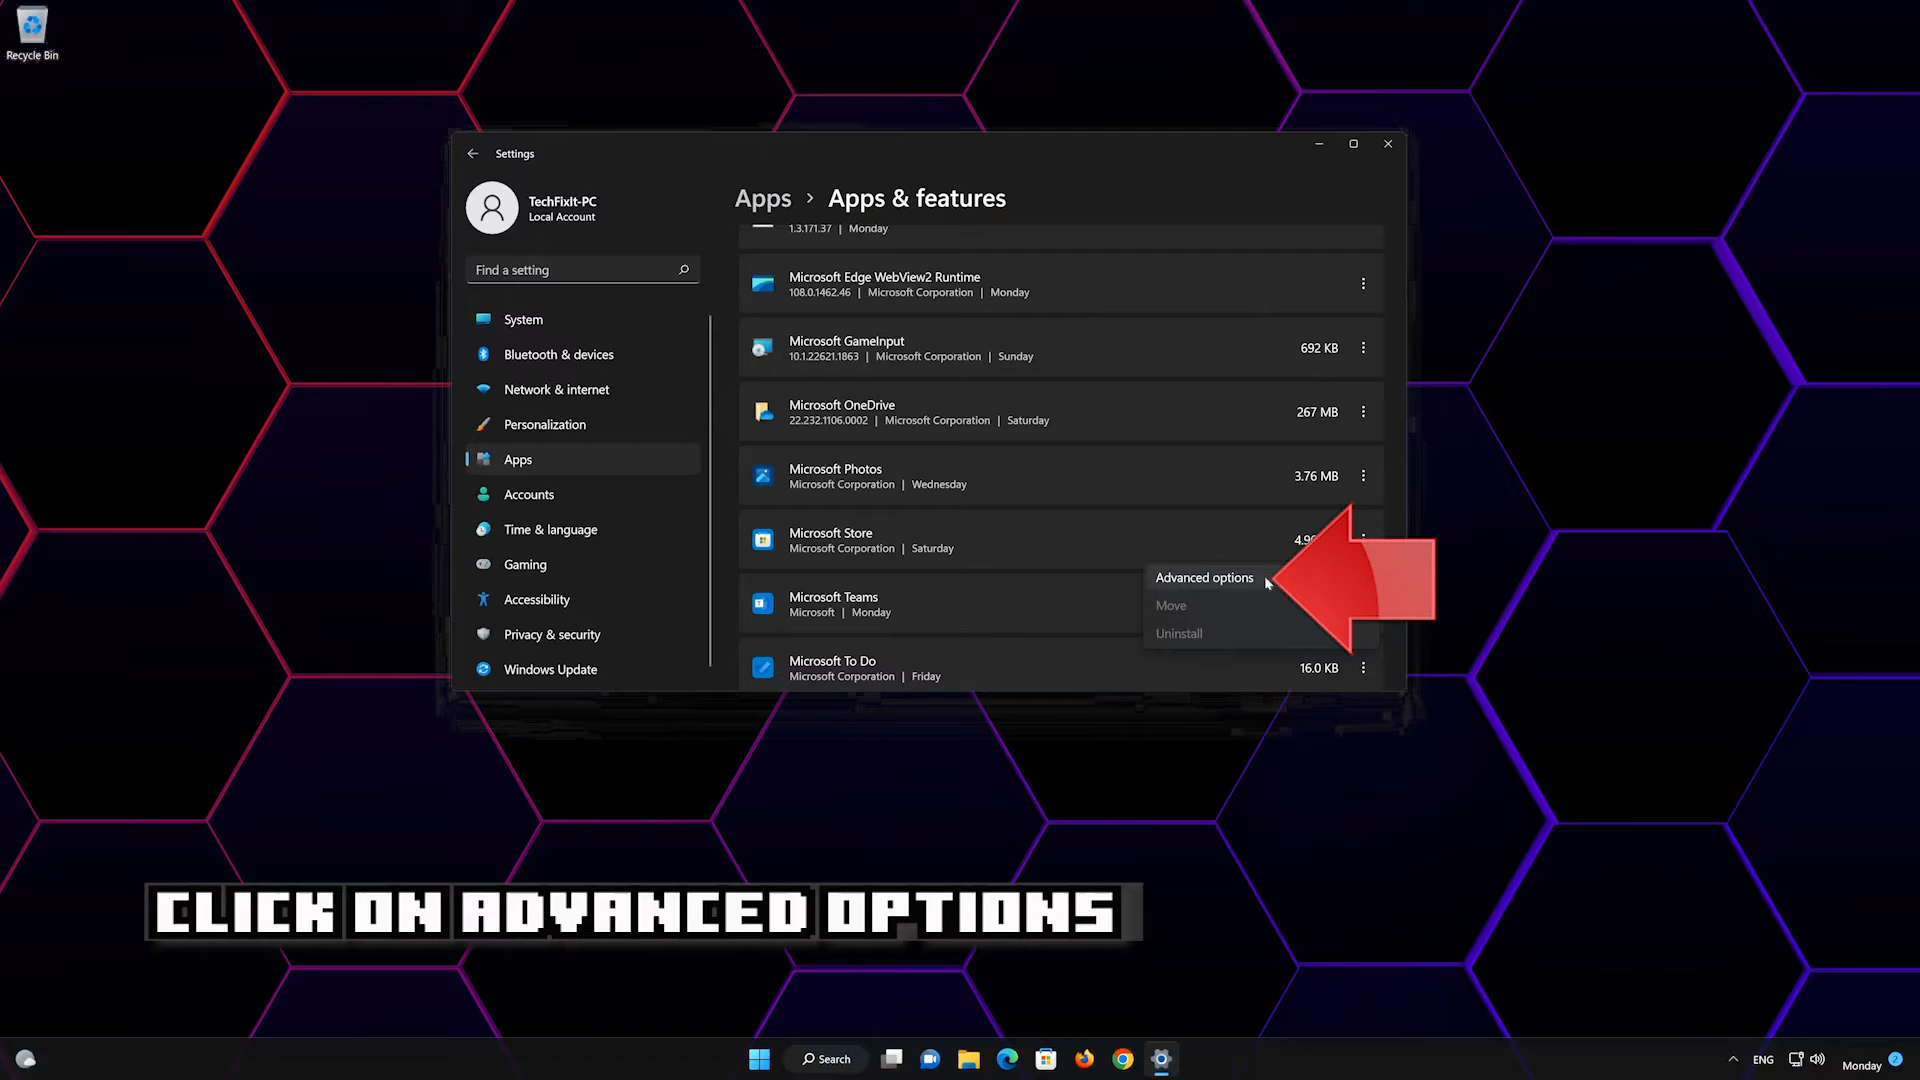 Recycle Bin
Settings
TechFixIt-PC
Local Account
Find a setting
System
Bluetooth & devices
Network & internet
Personalization
Apps
Accounts
Time & language
Gaming
Accessibility
Privacy & security
Windows Update
Apps > Apps & features
1.3.171.37 | Monday
Microsoft Edge WebView2 Runtime
108.0.1462.46 | Microsoft Corporation | Monday
Microsoft GameInput
10.1.22621.1863 | Microsoft Corporation | Sunday
692 KB
Microsoft OneDrive
22.232.1106.0002 | Microsoft Corporation | Saturday
267 MB
Microsoft Photos
Microsoft Corporation | Wednesday
3.76 MB
Microsoft Store
Microsoft Corporation | Saturday
Advanced options
Move
Uninstall
Microsoft Teams
Microsoft | Monday
Microsoft To Do
Microsoft Corporation | Friday
16.0 KB
CLICK ON ADVANCED OPTIONS
Search
ENG
Monday
2